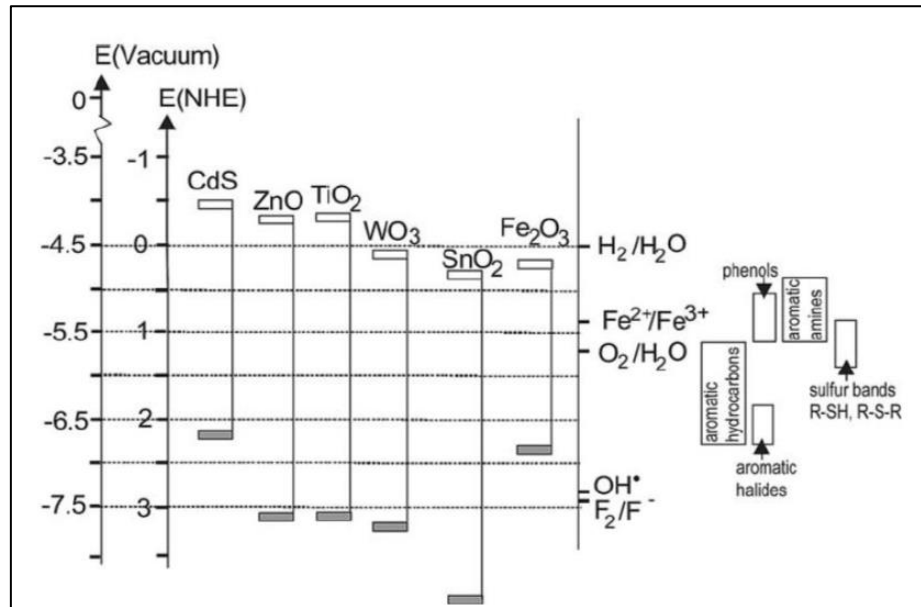 E(Vacuum)
E(NHE)
0
-3.5
-4.5
-5.5
-6.5
-7.5
-1
0
1
2
3
CdS
ZnO
TiO₂
WO₃
SnO₂
Fe₂O₃
H₂/H₂O
Fe²⁺/Fe³⁺
O₂/H₂O
OH•
F₂/F⁻
phenols
aromatic
amines
aromatic
hydrocarbons
sulfur bands
R-SH, R-S-R
aromatic
halides